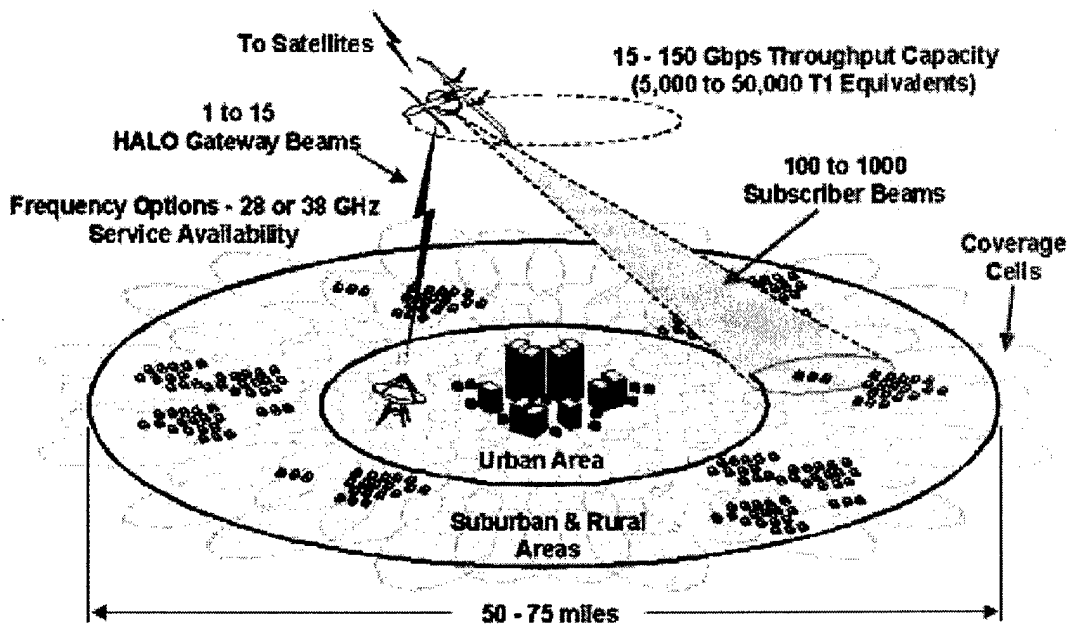 To Satellites
15 - 150 Gbps Throughput Capacity
(5,000 to 50,000 T1 Equivalents)
1 to 15
HALO Gateway Beams
100 to 1000
Subscriber Beams
Frequency Options - 28 or 38 GHz
Service Availability
Coverage
Cells
Urban Area
Suburban & Rural
Areas
50 - 75 miles